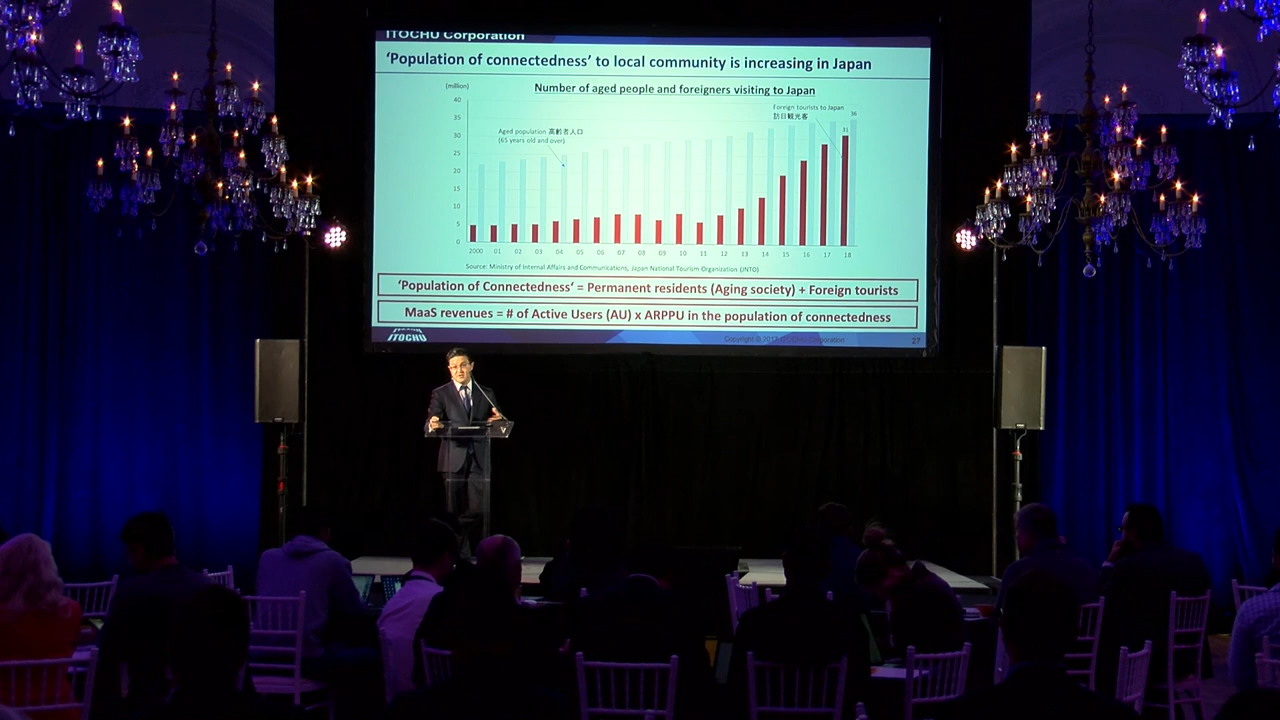 ITOCHU Corporation
‘Population of connectedness’ to local community is increasing in Japan
Number of aged people and foreigners visiting to Japan
(million)
40
35
30
25
20
15
10
5
0
Aged population 高齢者人口
(65 years old and over)
Foreign tourists to Japan
訪日観光客
36
31
2000 01 02 03 04 05 06 07 08 09 10 11 12 13 14 15 16 17 18
Source: Ministry of Internal Affairs and Communications, Japan National Tourism Organization (JNTO)
‘Population of Connectedness‘ = Permanent residents (Aging society) + Foreign tourists
MaaS revenues = # of Active Users (AU) x ARPPU in the population of connectedness
ITOCHU
Corporation
27